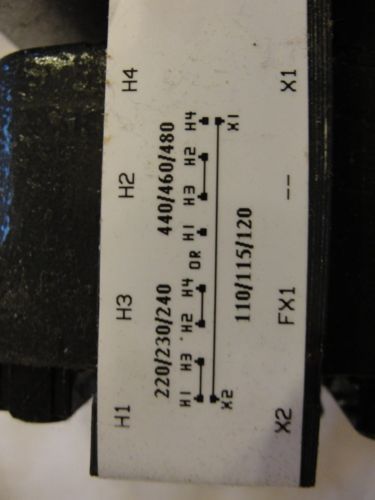 H1 H3 H2 H4
220/230/240 440/460/480
H1 H3 H2 H4 OR H1 H3 H2 H4
X2 X1
110/115/120
X2 FX1 -- X1